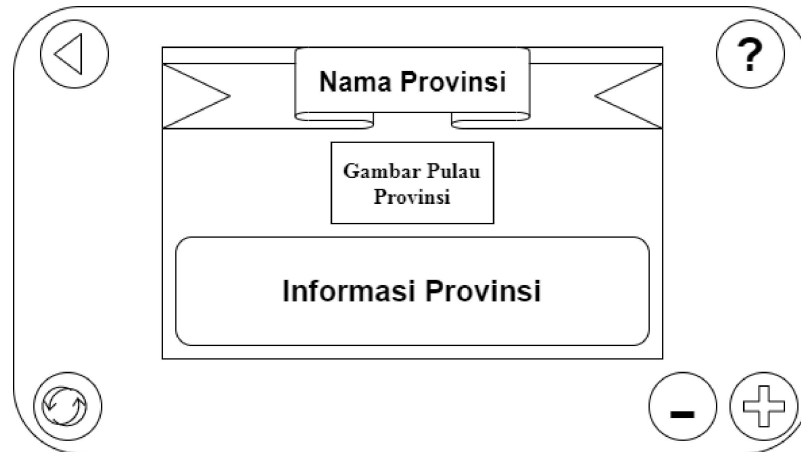 ?
Nama Provinsi
Gambar Pulau
Provinsi
Informasi Provinsi
-
+